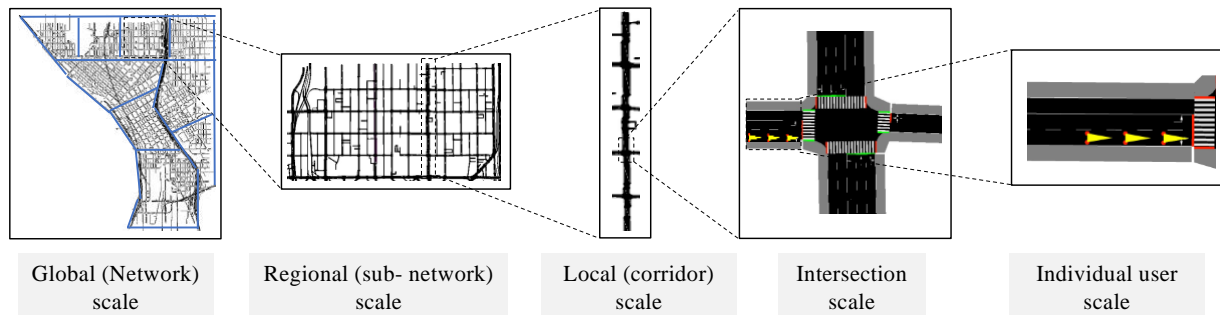 Global (Network)
scale
Regional (sub- network)
scale
Local (corridor)
scale
Intersection
scale
Individual user
scale